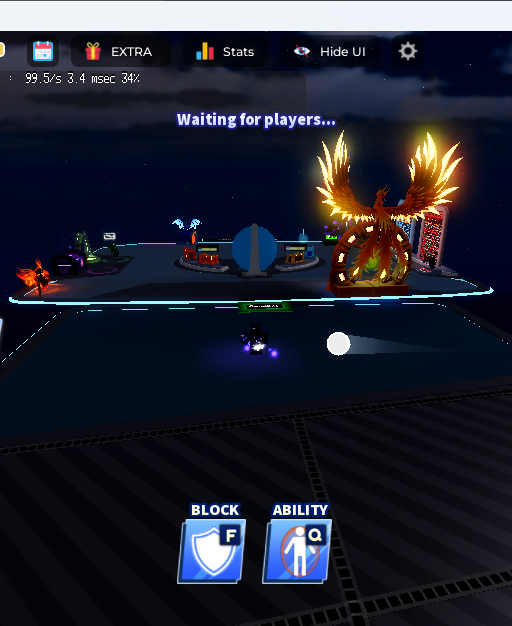 EXTRA
Stats
Hide UI
: 99.5/s 3.4 msec 34%
Waiting for players...
BLOCK
ABILITY
F
Q